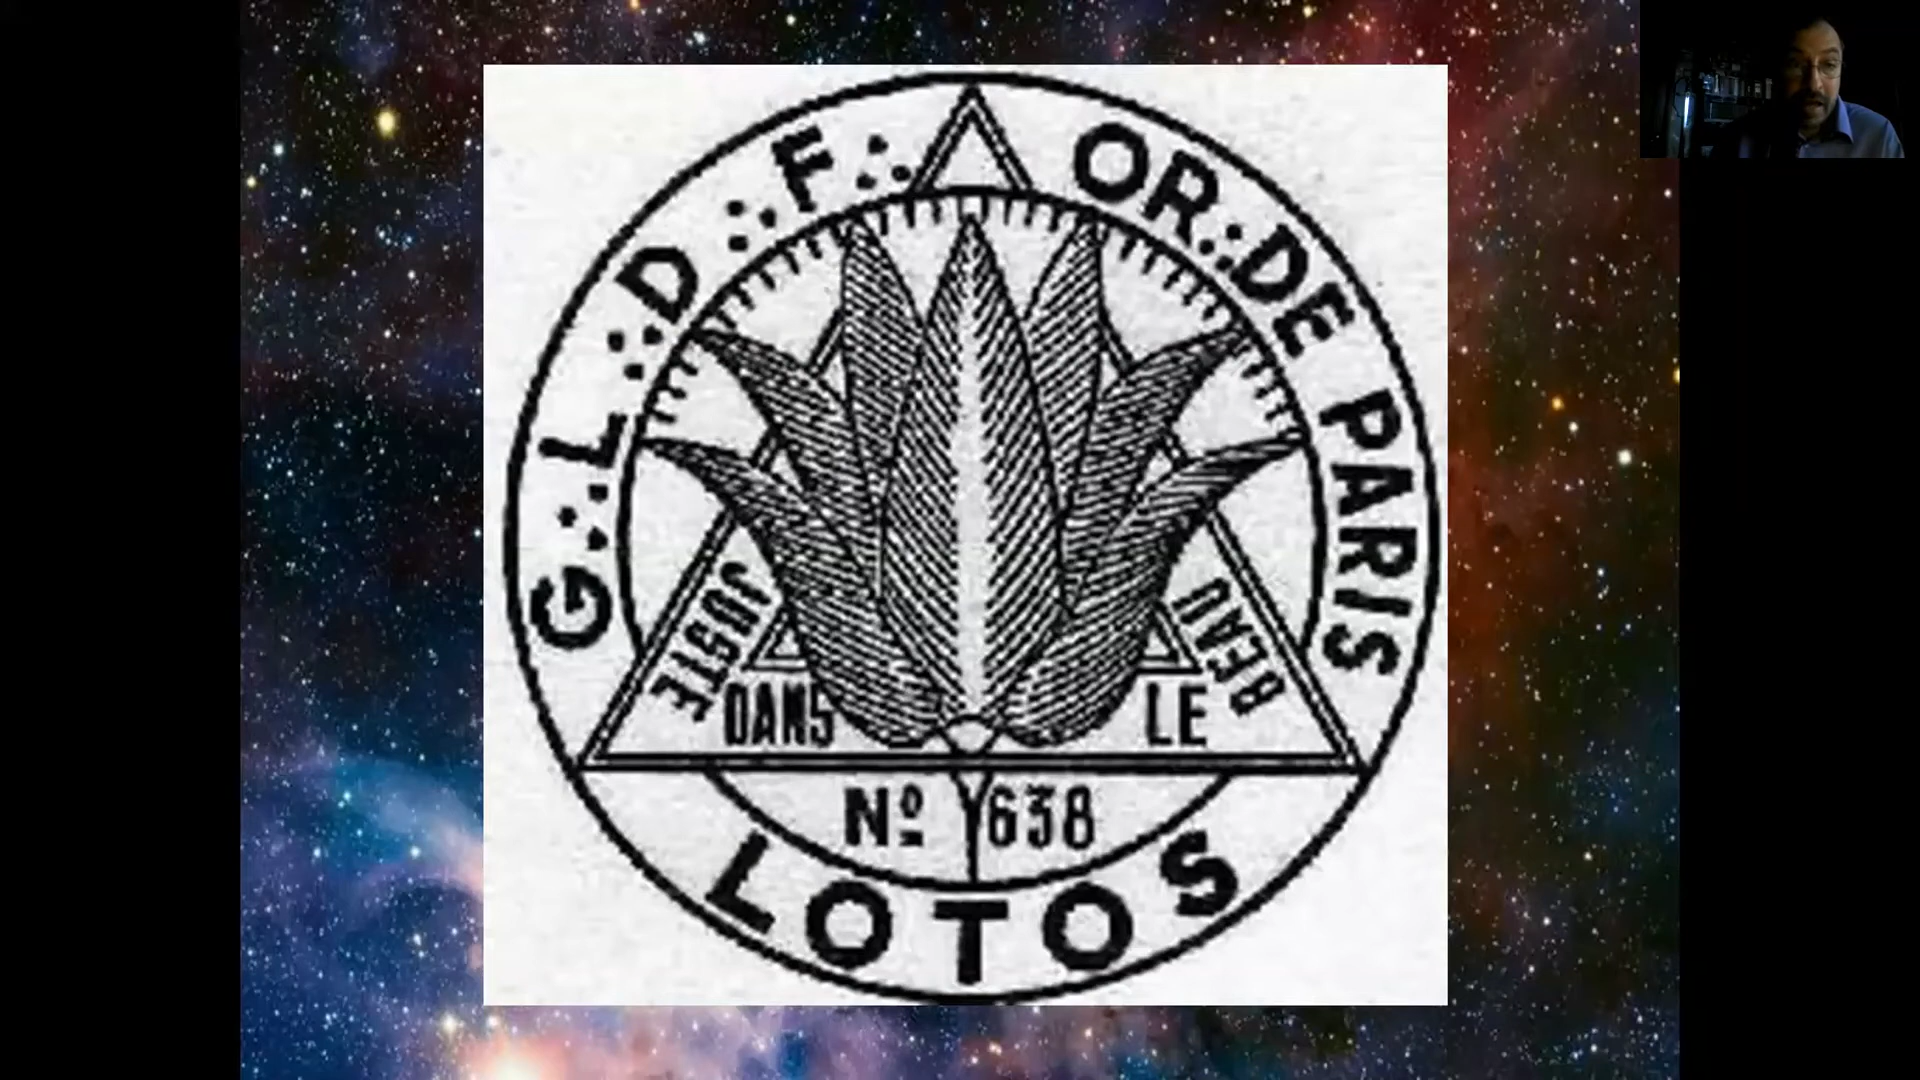 G∴L∴D∴F∴ OR∴DE PARIS
JUSTE
DANS LE
BEAU
Nº 638
LOTOS